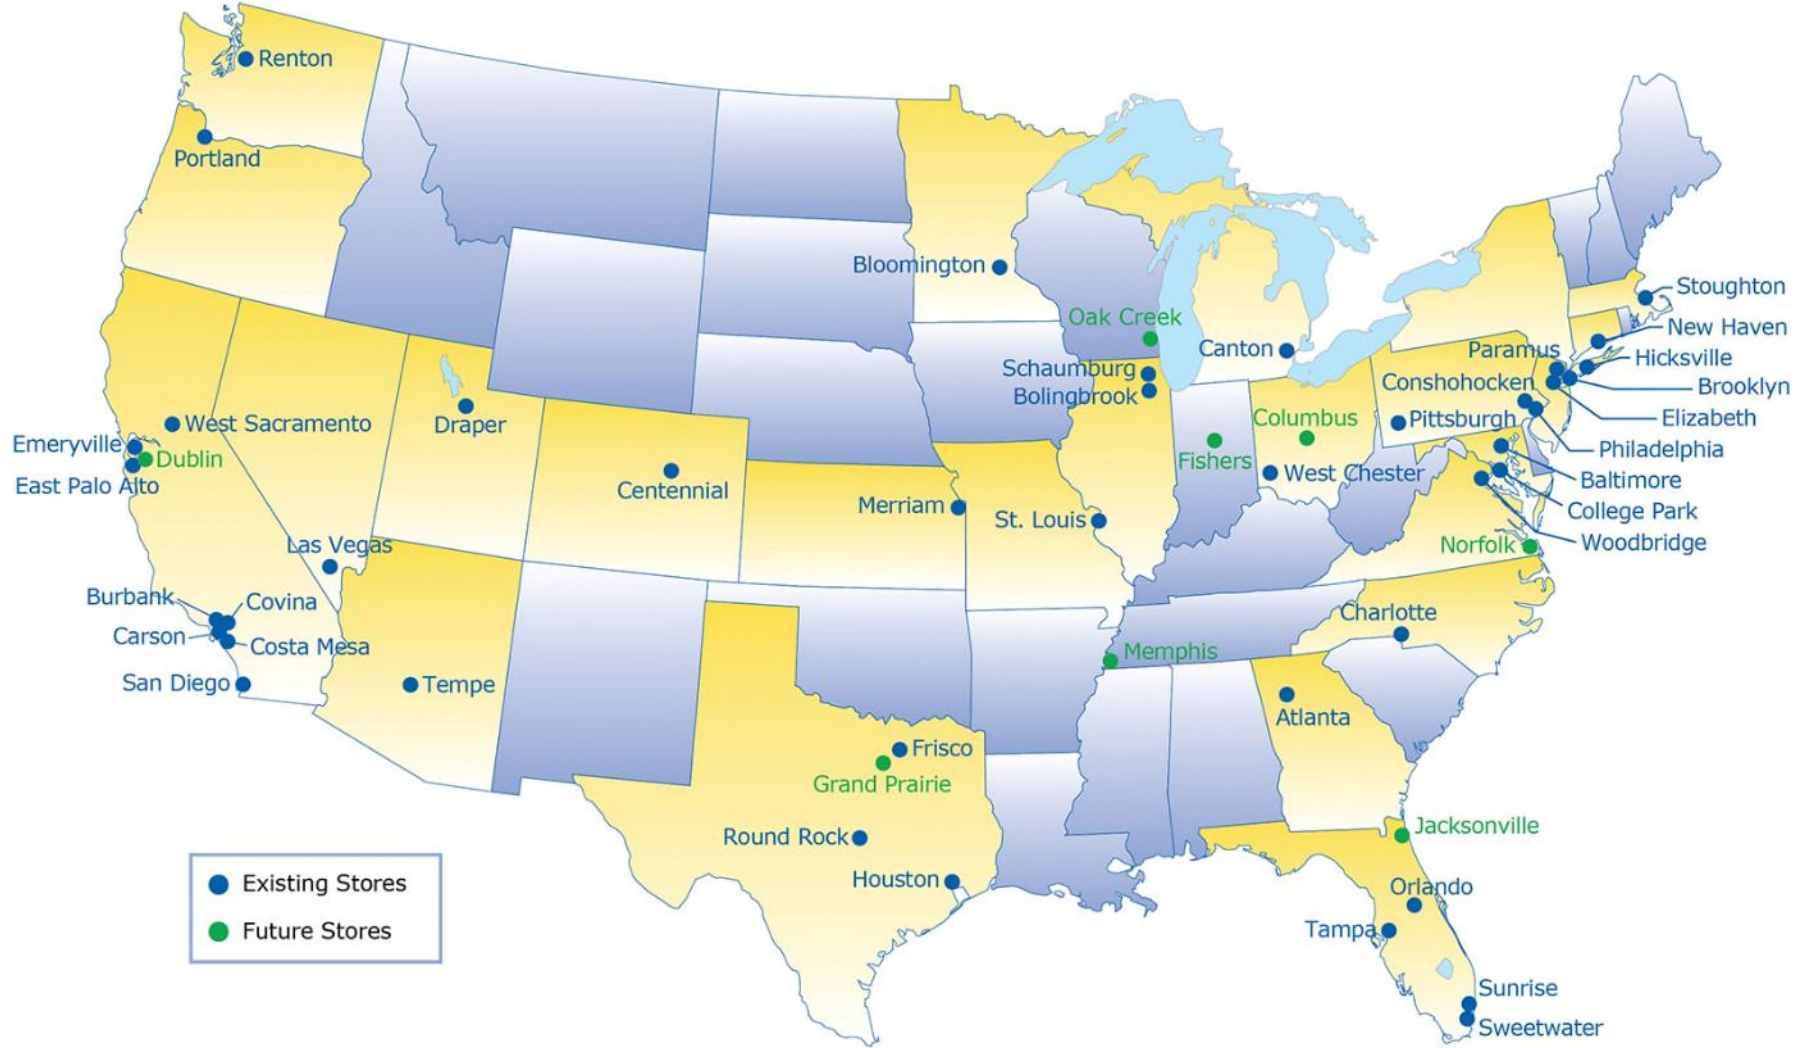 Renton
Portland
Bloomington
Stoughton
Oak Creek
New Haven
Canton
Paramus
Hicksville
Schaumburg
Conshohocken
Brooklyn
Bolingbrook
West Sacramento
Draper
Columbus
Pittsburgh
Elizabeth
Emeryville
Dublin
Fishers
Philadelphia
East Palo Alto
Centennial
West Chester
Baltimore
Merriam
St. Louis
College Park
Las Vegas
Norfolk
Woodbridge
Burbank
Covina
Charlotte
Carson
Costa Mesa
Memphis
San Diego
Tempe
Atlanta
Frisco
Grand Prairie
Round Rock
Jacksonville
Houston
Orlando
Existing Stores
Tampa
Future Stores
Sunrise
Sweetwater